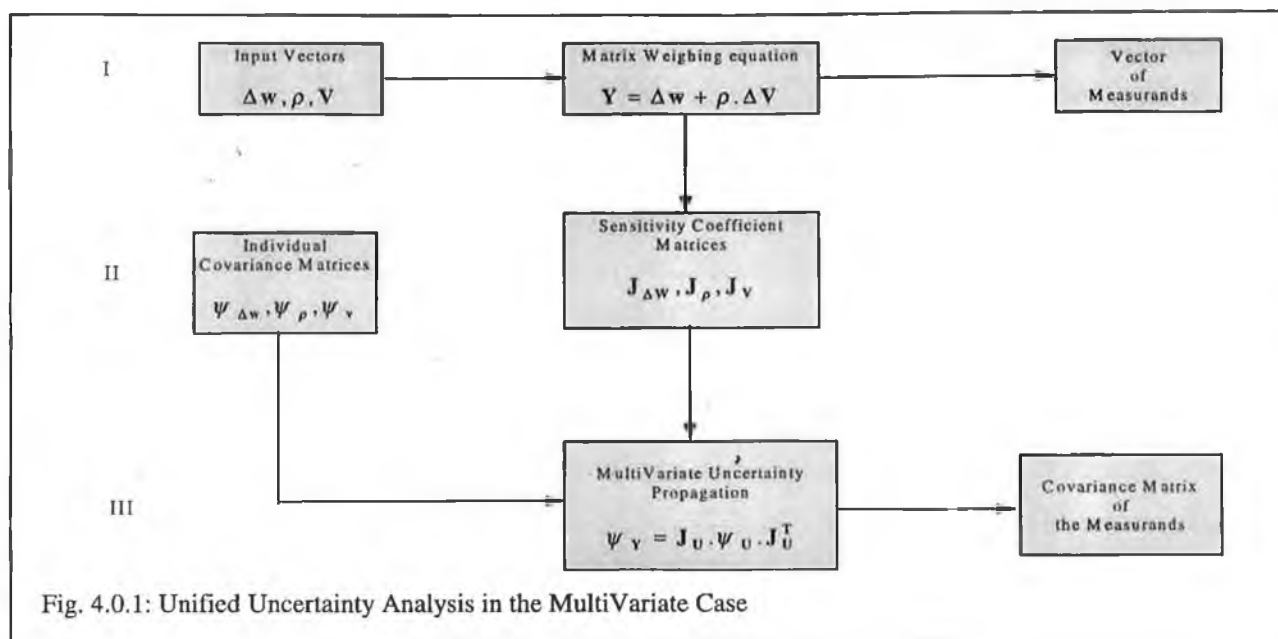 I
Input Vectors
Δw, ρ, V
Matrix Weighing equation
Y = Δw + ρ. ΔV
Vector
of
Measurands
II
Individual
Covariance Matrices
ψ Δw, ψ ρ, ψ v
Sensitivity Coefficient
Matrices
J ΔW, J ρ, J V
III
MultiVariate Uncertainty
Propagation
ψ Y = J U . ψ U . J U T
Covariance Matrix
of
the Measurands
Fig. 4.0.1: Unified Uncertainty Analysis in the MultiVariate Case